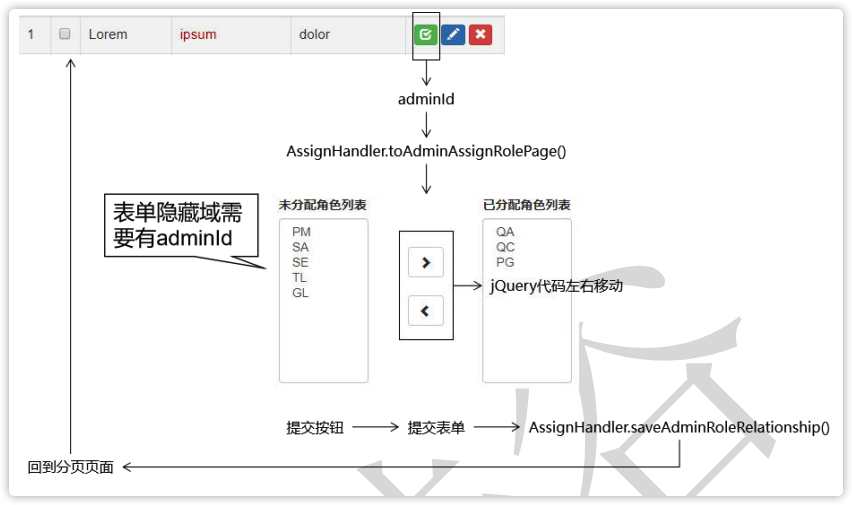 1 Lorem ipsum dolor
adminId
AssignHandler.toAdminAssignRolePage()
表单隐藏域需
要有adminId
未分配角色列表
PM
SA
SE
TL
GL
已分配角色列表
QA
QC
PG
jQuery代码左右移动
提交按钮
提交表单
AssignHandler.saveAdminRoleRelationship()
回到分页页面